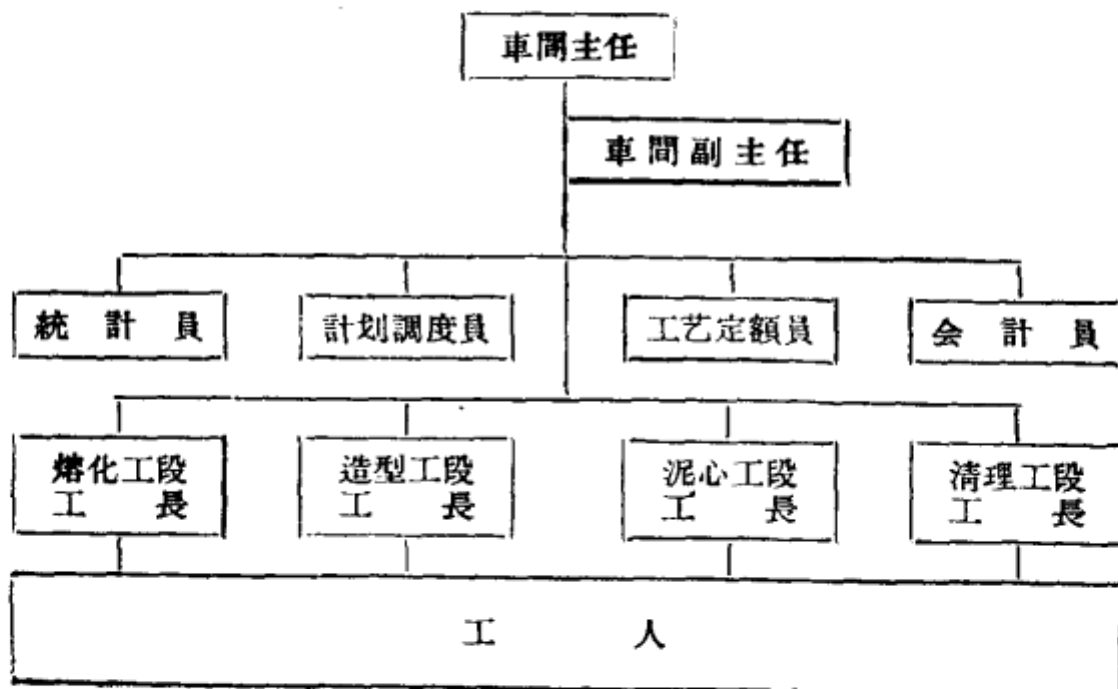 車間主任
車間副主任
統計員
計划調度員
工艺定額員
会計員
熔化工段
工長
造型工段
工長
泥心工段
工長
清理工段
工長
工人